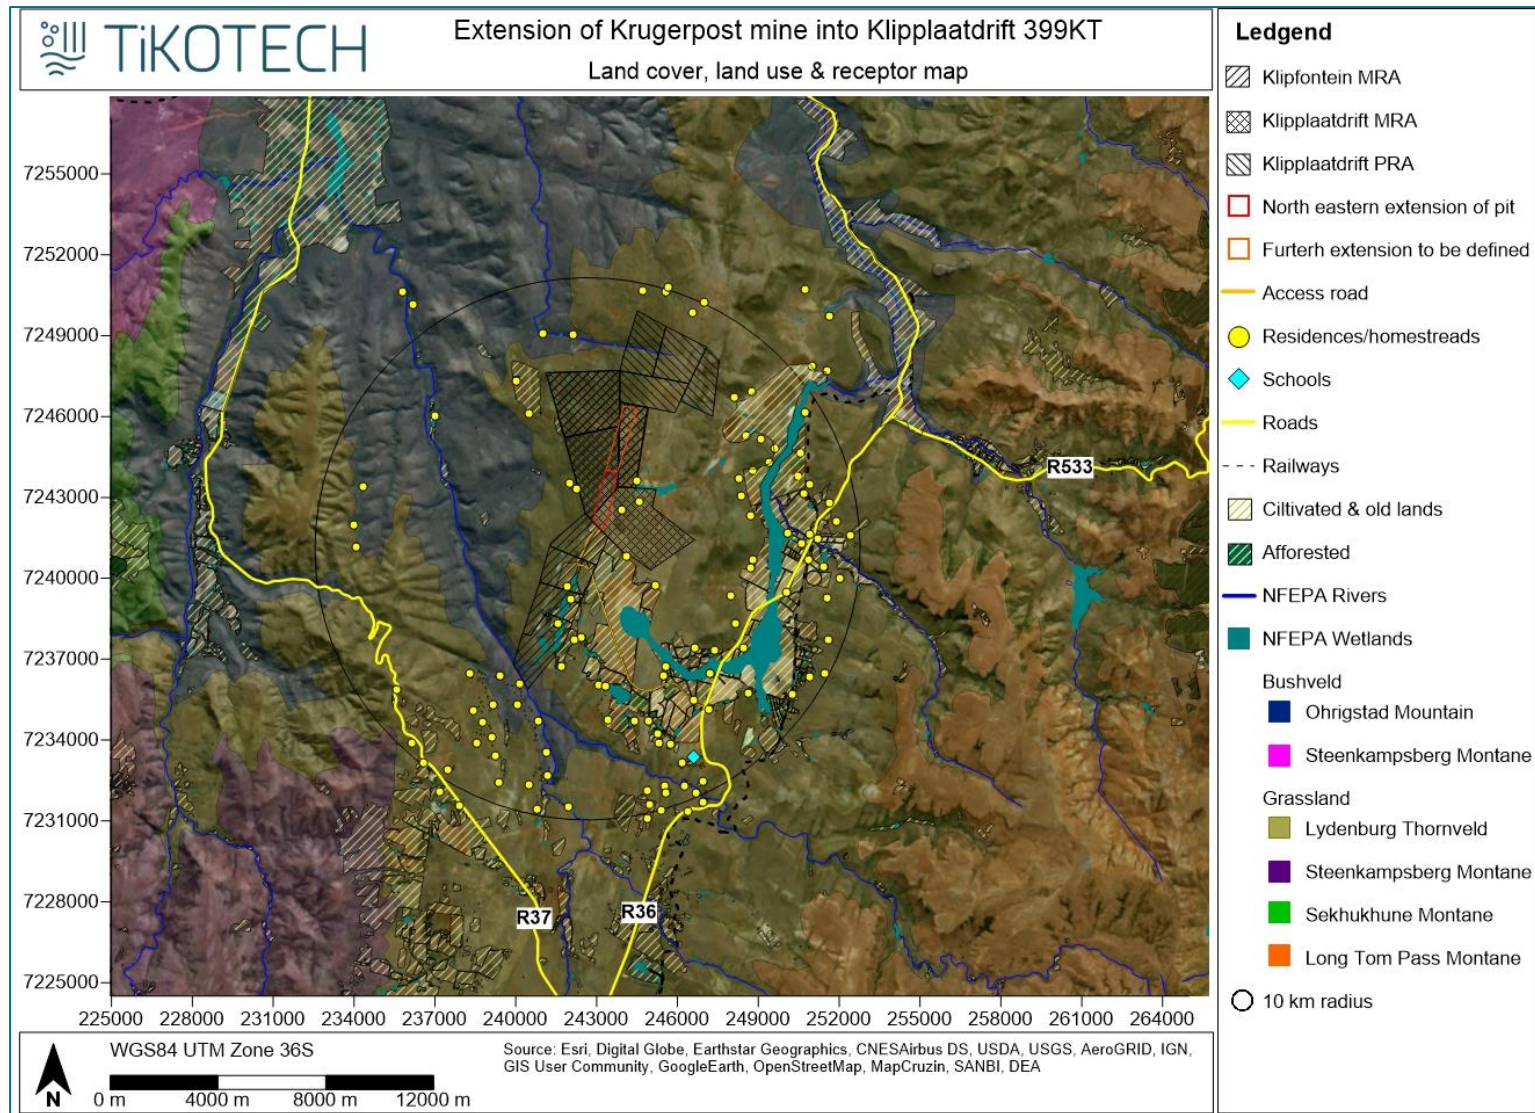 TiKOTECH
Extension of Krugerpost mine into Klipplaatdrift 399KT
Land cover, land use & receptor map
Ledgend
Klipfontein MRA
Klipplaatdrift MRA
Klipplaatdrift PRA
North eastern extension of pit
Furterh extension to be defined
Access road
Residences/homestreads
Schools
Roads
Railways
Ciltivated & old lands
Afforested
NFEPA Rivers
NFEPA Wetlands
Bushveld
Ohrigstad Mountain
Steenkampsberg Montane
Grassland
Lydenburg Thornveld
Steenkampsberg Montane
Sekhukhune Montane
Long Tom Pass Montane
10 km radius
7255000
7252000
7249000
7246000
7243000
7240000
7237000
7234000
7231000
7228000
7225000
R533
R37
R36
225000 228000 231000 234000 237000 240000 243000 246000 249000 252000 255000 258000 261000 264000
N
WGS84 UTM Zone 36S
0 m 4000 m 8000 m 12000 m
Source: Esri, Digital Globe, Earthstar Geographics, CNESAirbus DS, USDA, USGS, AeroGRID, IGN,
GIS User Community, GoogleEarth, OpenStreetMap, MapCruzin, SANBI, DEA